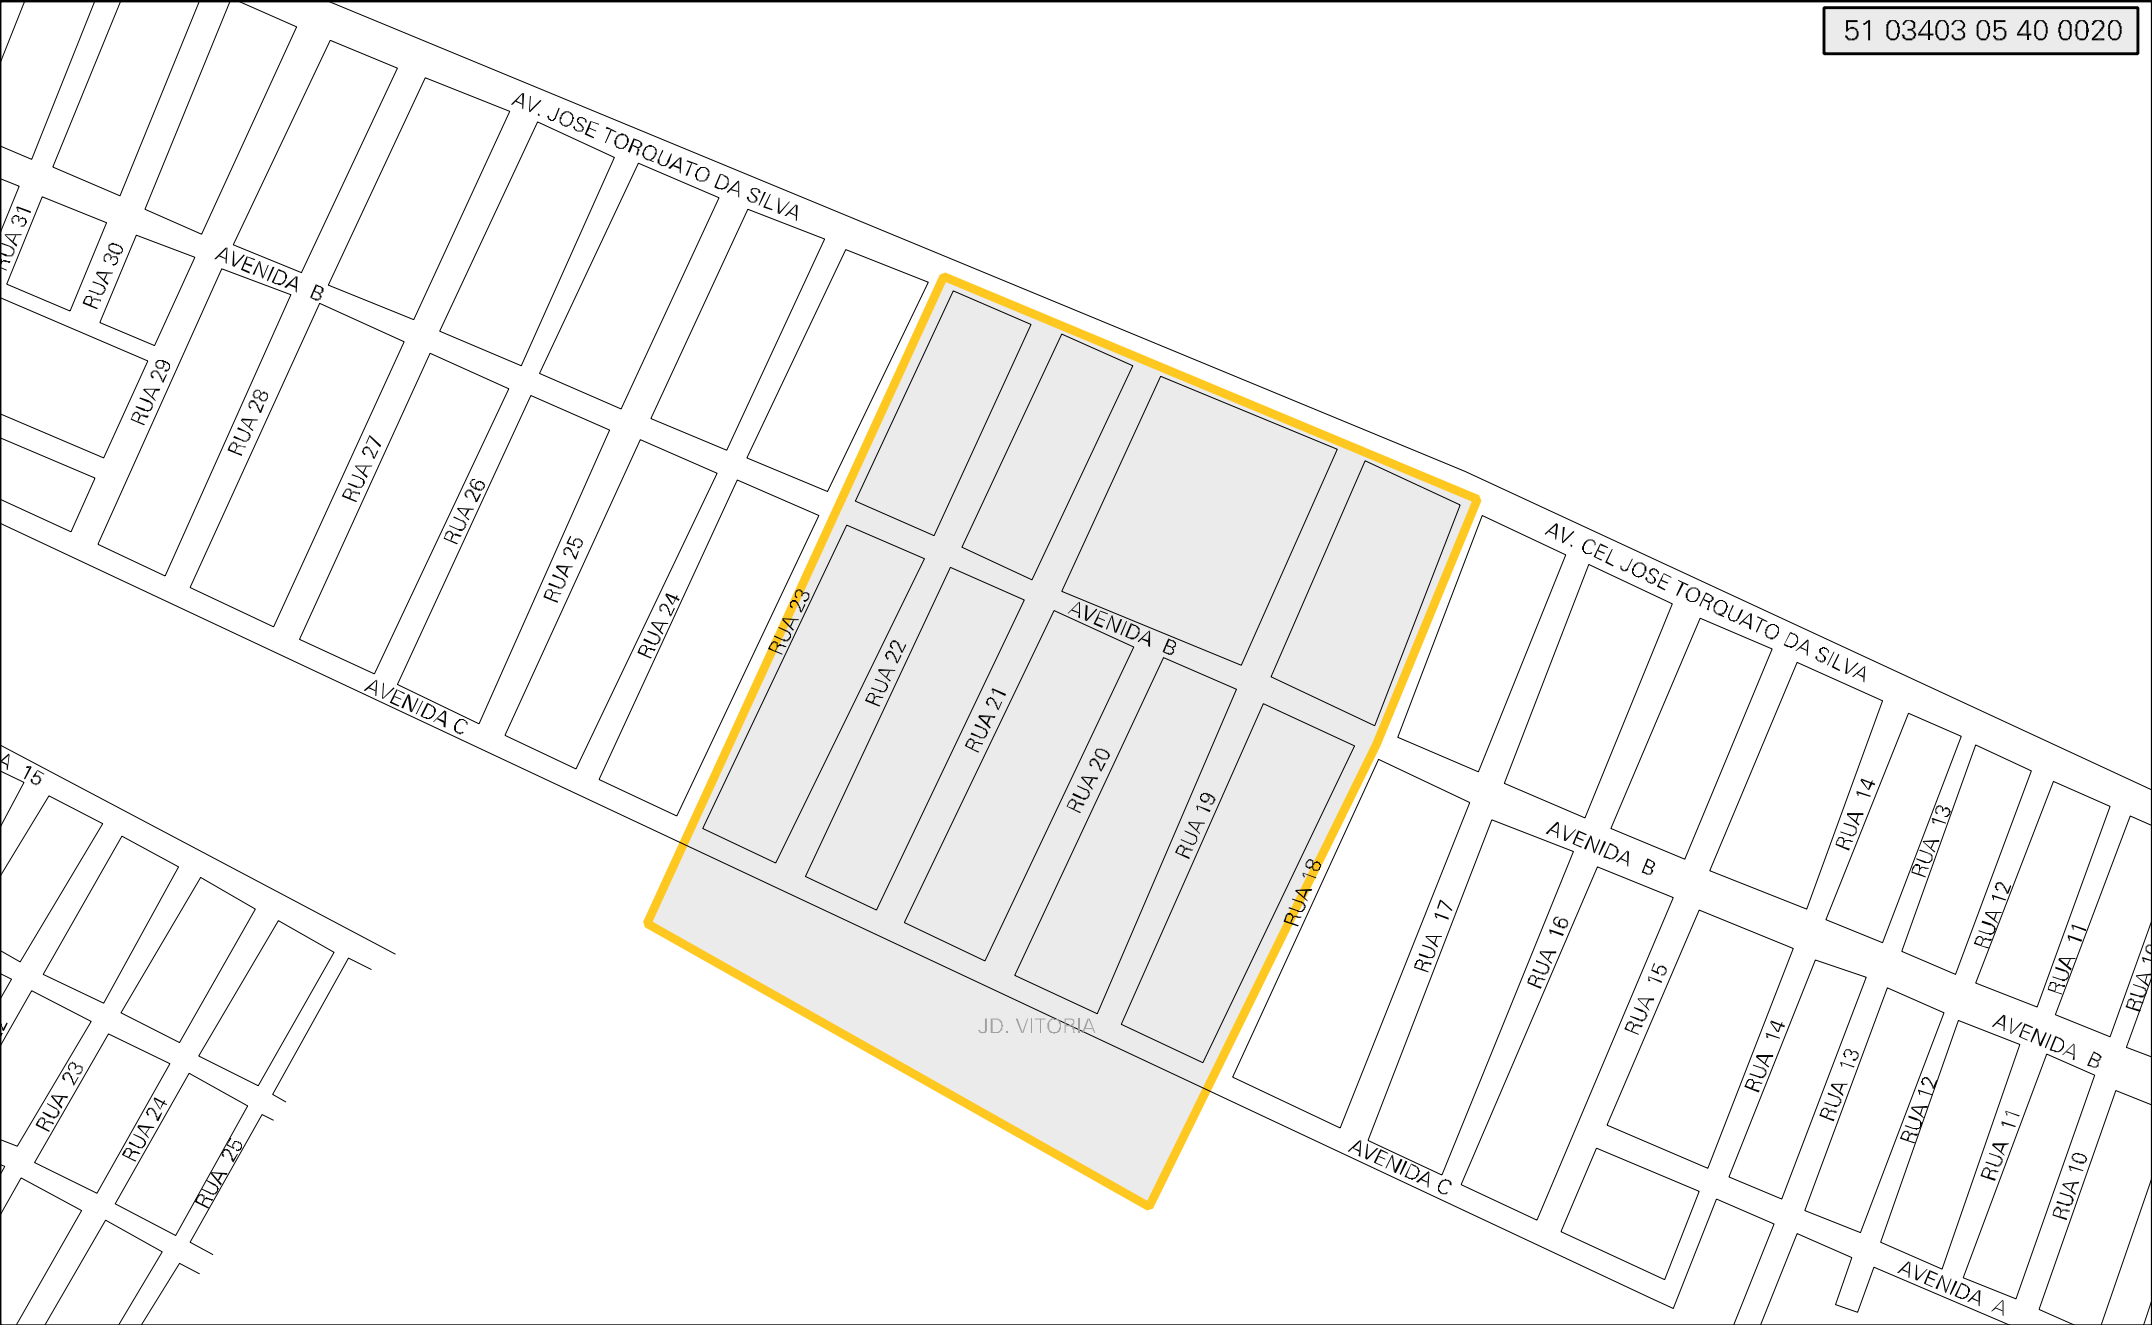 51 03403 05 40 0020
AV. JOSE TORQUATO DA SILVA
RUA 31
RUA 30
AVENIDA B
RUA 29
RUA 28
RUA 27
RUA 26
RUA 25
RUA 24
RUA 23
RUA 22
RUA 21
RUA 20
RUA 19
RUA 18
AVENIDA B
AV. CEL JOSE TORQUATO DA SILVA
AVENIDA C
JD. VITORIA
RUA 17
RUA 16
RUA 15
RUA 14
RUA 13
RUA 12
RUA 11
AVENIDA B
RUA 14
RUA 13
RUA 12
RUA 11
RUA 10
AVENIDA B
AVENIDA C
AVENIDA A
15
RUA 23
RUA 24
RUA 25